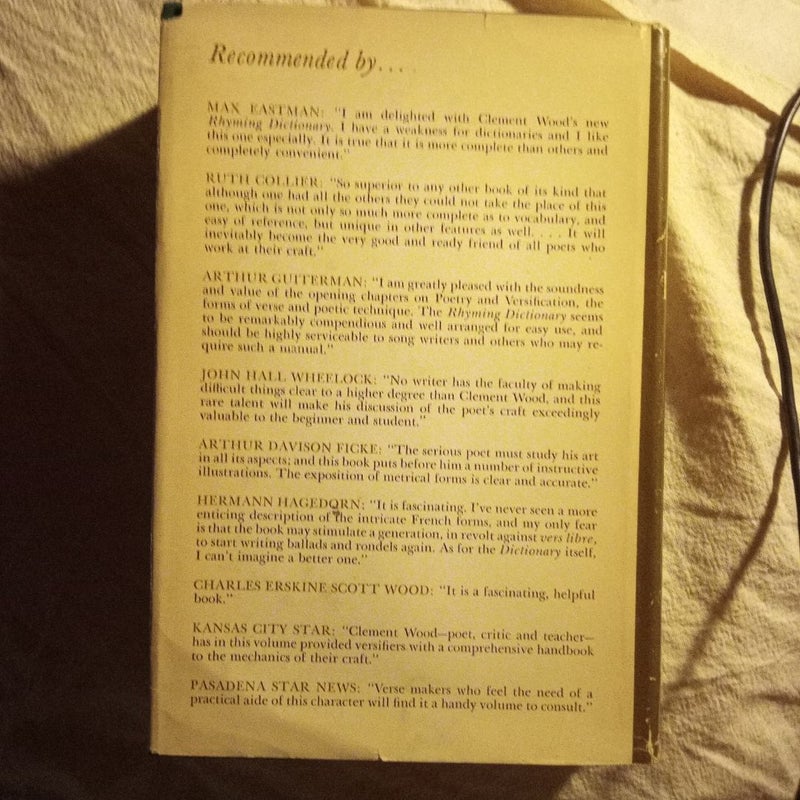 Recommended by....
MAX EASTMAN: "I am delighted with Clement Wood's new
Rhyming Dictionary. I have a weakness for dictionaries and I like
this one especially. It is true that it is more complete than others and
completely convenient."
RUTH COLLIER: "So superior to any other book of its kind that
although one had all the others they could not take the place of this
one, which is not only so much more complete as to vocabulary, and
easy of reference, but unique in other features as well. . . . It will
inevitably become the very good and ready friend of all poets who
work at their craft."
ARTHUR GUITERMAN: "I am greatly pleased with the soundness
and value of the opening chapters on Poetry and Versification, the
forms of verse and poetic technique. The Rhyming Dictionary seems
to be remarkably compendious and well arranged for easy use, and
should be highly serviceable to song writers and others who may re-
quire such a manual."
JOHN HALL WHEELOCK: "No writer has the faculty of making
difficult things clear to a higher degree than Clement Wood, and this
rare talent will make his discussion of the poet's craft exceedingly
valuable to the beginner and student."
ARTHUR DAVISON FICKE: "The serious poet must study his art
in all its aspects; and this book puts before him a number of instructive
illustrations. The exposition of metrical forms is clear and accurate."
HERMANN HAGEDORN: "It is fascinating. I've never seen a more
enticing description of the intricate French forms, and my only fear
is that the book may stimulate a generation, in revolt against vers libre,
to start writing ballads and rondels again. As for the Dictionary itself,
I can't imagine a better one."
CHARLES ERSKINE SCOTT WOOD: "It is a fascinating, helpful
book."
KANSAS CITY STAR: "Clement Wood—poet, critic and teacher—
has in this volume provided versifiers with a comprehensive handbook
to the mechanics of their craft."
PASADENA STAR NEWS: "Verse makers who feel the need of a
practical aide of this character will find it a handy volume to consult."